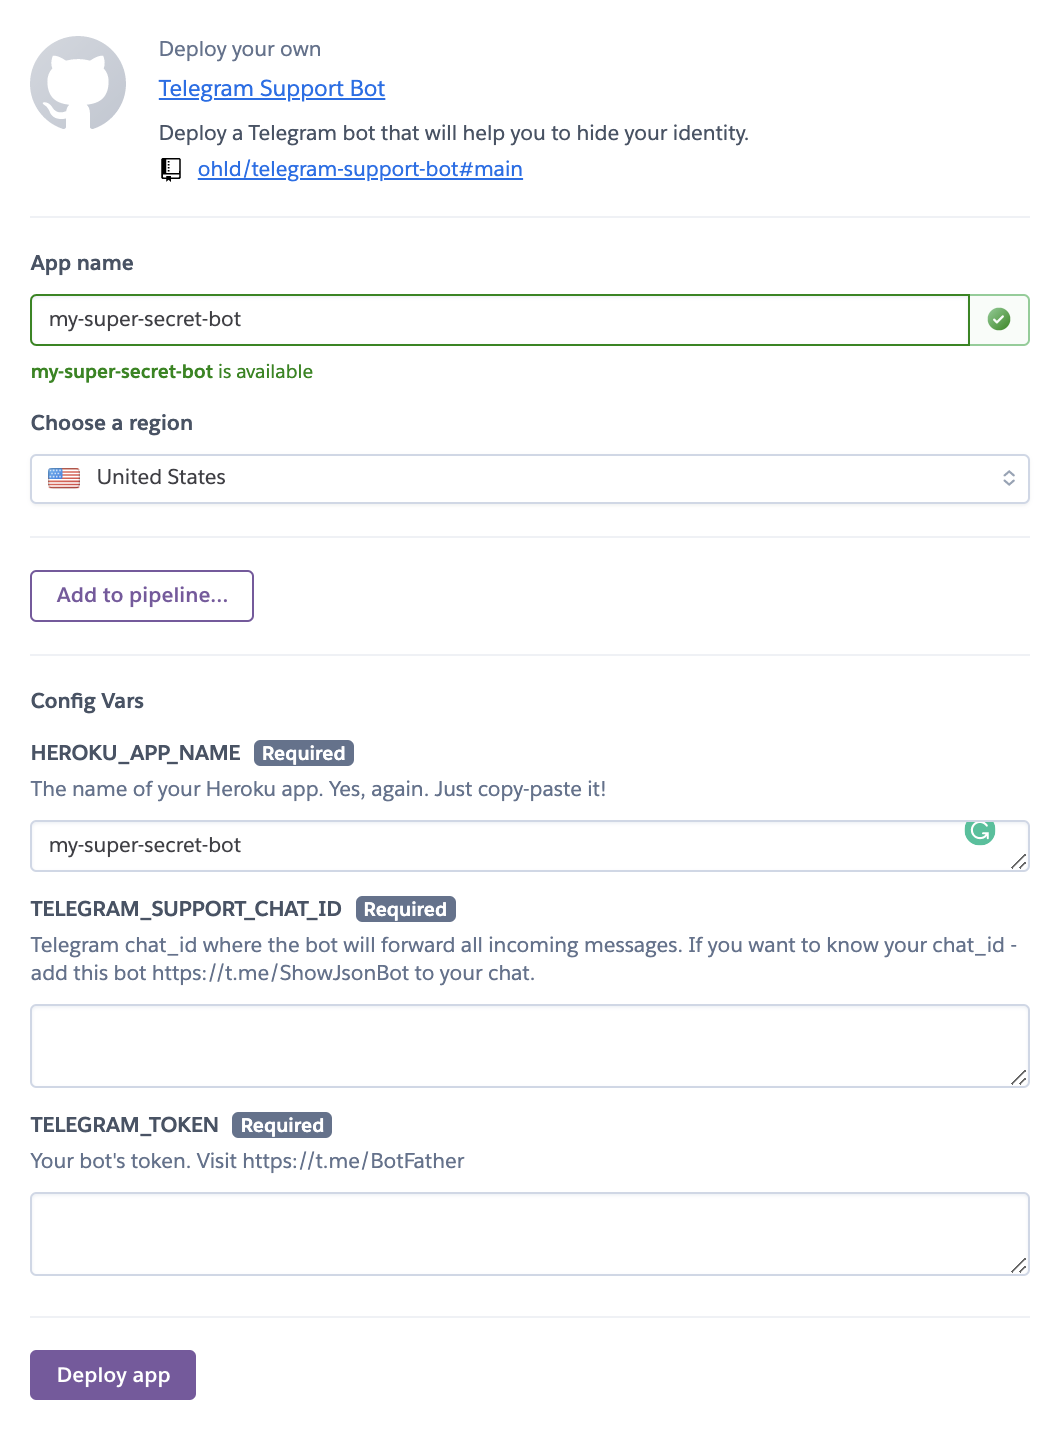 Deploy your own
Telegram Support Bot
Deploy a Telegram bot that will help you to hide your identity.
ohld/telegram-support-bot#main
App name
my-super-secret-bot
my-super-secret-bot is available
Choose a region
United States
Add to pipeline...
Config Vars
HEROKU_APP_NAME Required
The name of your Heroku app. Yes, again. Just copy-paste it!
my-super-secret-bot
TELEGRAM_SUPPORT_CHAT_ID Required
Telegram chat_id where the bot will forward all incoming messages. If you want to know your chat_id -
add this bot https://t.me/ShowJsonBot to your chat.
TELEGRAM_TOKEN Required
Your bot's token. Visit https://t.me/BotFather
Deploy app